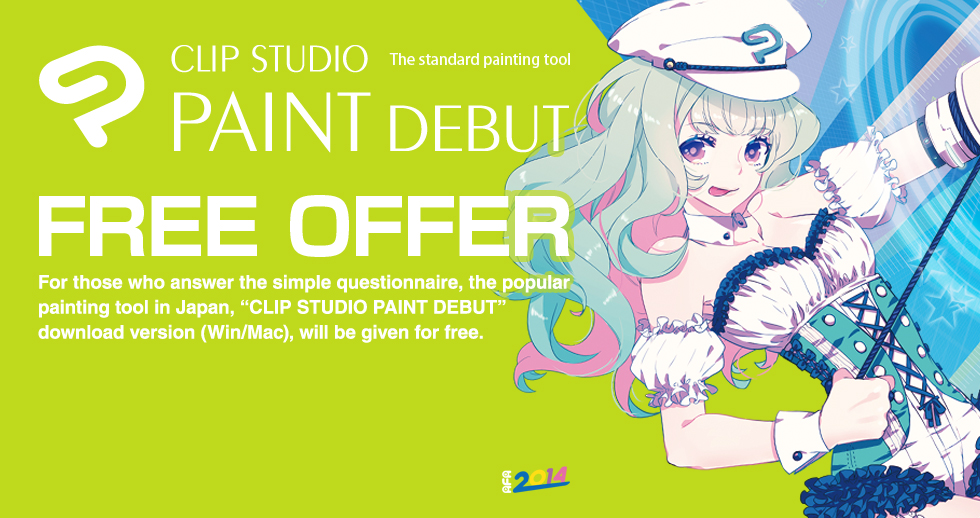 CLIP STUDIO The standard painting tool
PAINT DEBUT
FREE OFFER
For those who answer the simple questionnaire, the popular
painting tool in Japan, “CLIP STUDIO PAINT DEBUT”
download version (Win/Mac), will be given for free.
AFA 2014